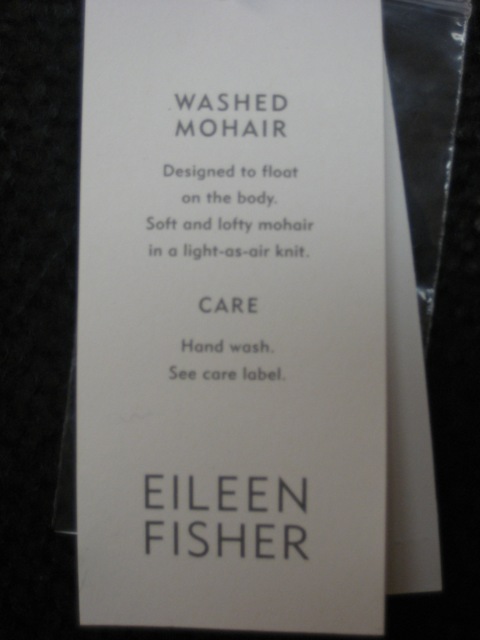 WASHED
MOHAIR
Designed to float
on the body.
Soft and lofty mohair
in a light-as-air knit.
CARE
Hand wash.
See care label.
EILEEN
FISHER